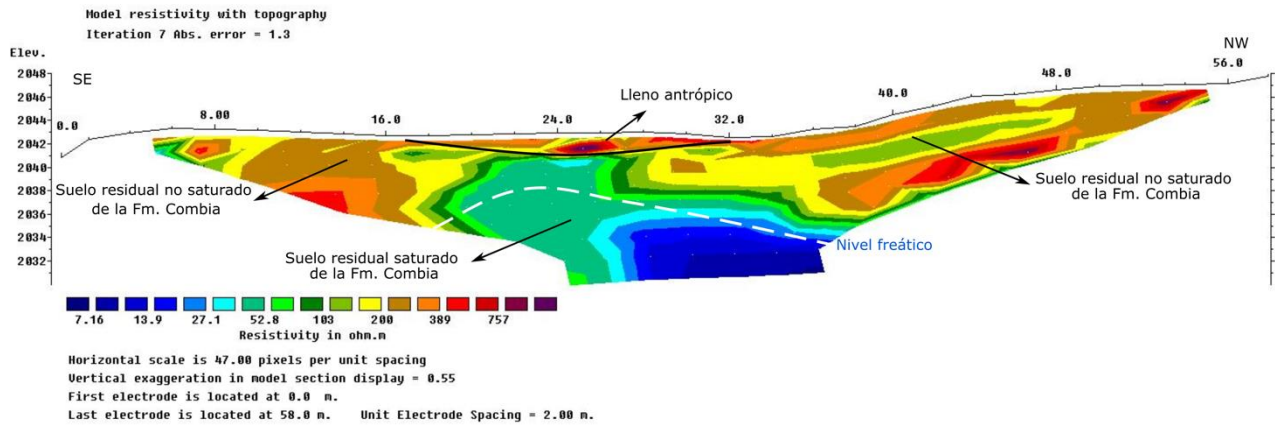 Model resistivity with topography
Iteration 7 Abs. error = 1.3
Elev.
SE
NW
2048
2046
2044
2042
2040
2038
2036
2034
2032
0.0
8.00
16.0
24.0
32.0
40.0
48.0
56.0
Lleno antrópico
Suelo residual no saturado
de la Fm. Combia
Suelo residual no saturado
de la Fm. Combia
Suelo residual saturado
de la Fm. Combia
Nivel freático
7.16 13.9 27.1 52.8 103 200 389 757
Resistivity in ohm.m
Horizontal scale is 47.00 pixels per unit spacing
Vertical exaggeration in model section display = 0.55
First electrode is located at 0.0 m.
Last electrode is located at 58.0 m. Unit Electrode Spacing = 2.00 m.